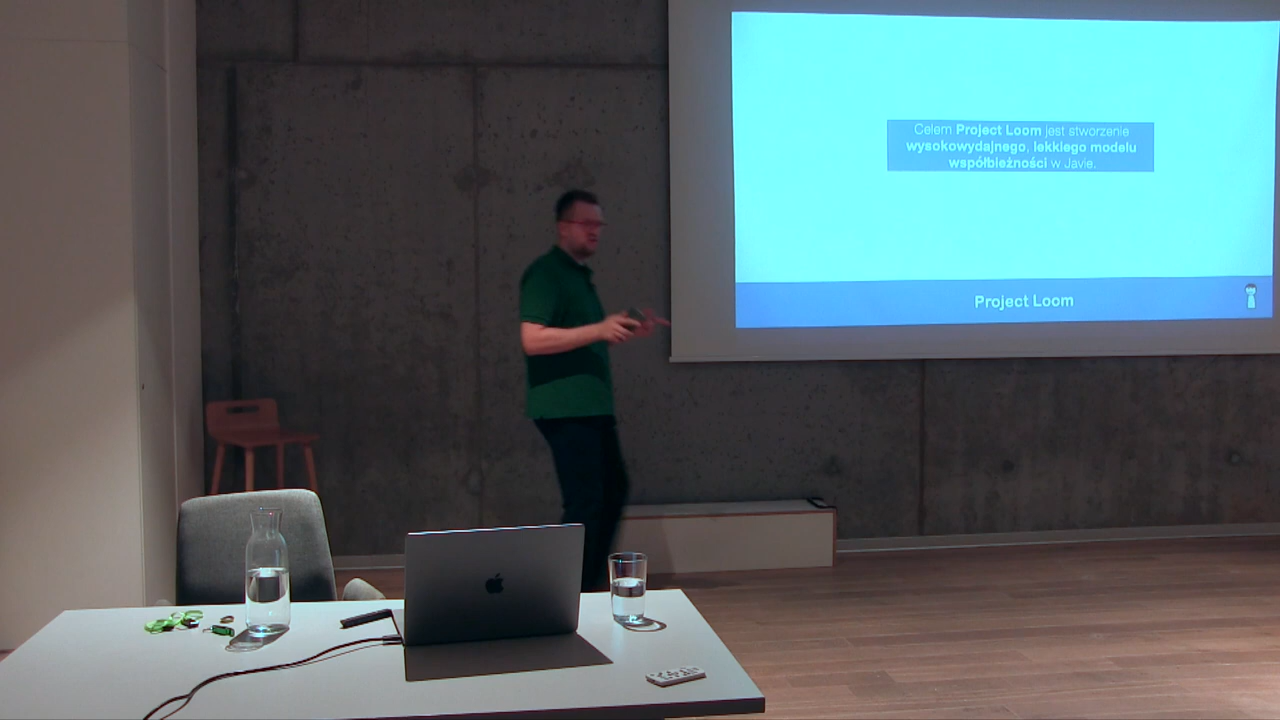 Celem Project Loom jest stworzenie
wysokowydajnego, lekkiego modelu
współbieżności w Javie.
Project Loom